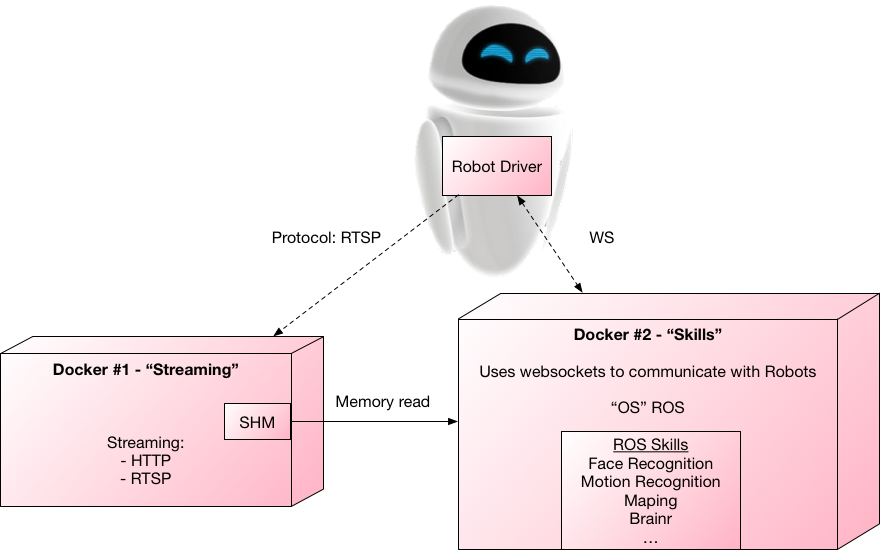 Robot Driver
Protocol: RTSP
WS
Docker #1 - “Streaming”
SHM
Streaming:
- HTTP
- RTSP
Memory read
Docker #2 - “Skills”
Uses websockets to communicate with Robots
“OS” ROS
ROS Skills
Face Recognition
Motion Recognition
Maping
Brainr
...